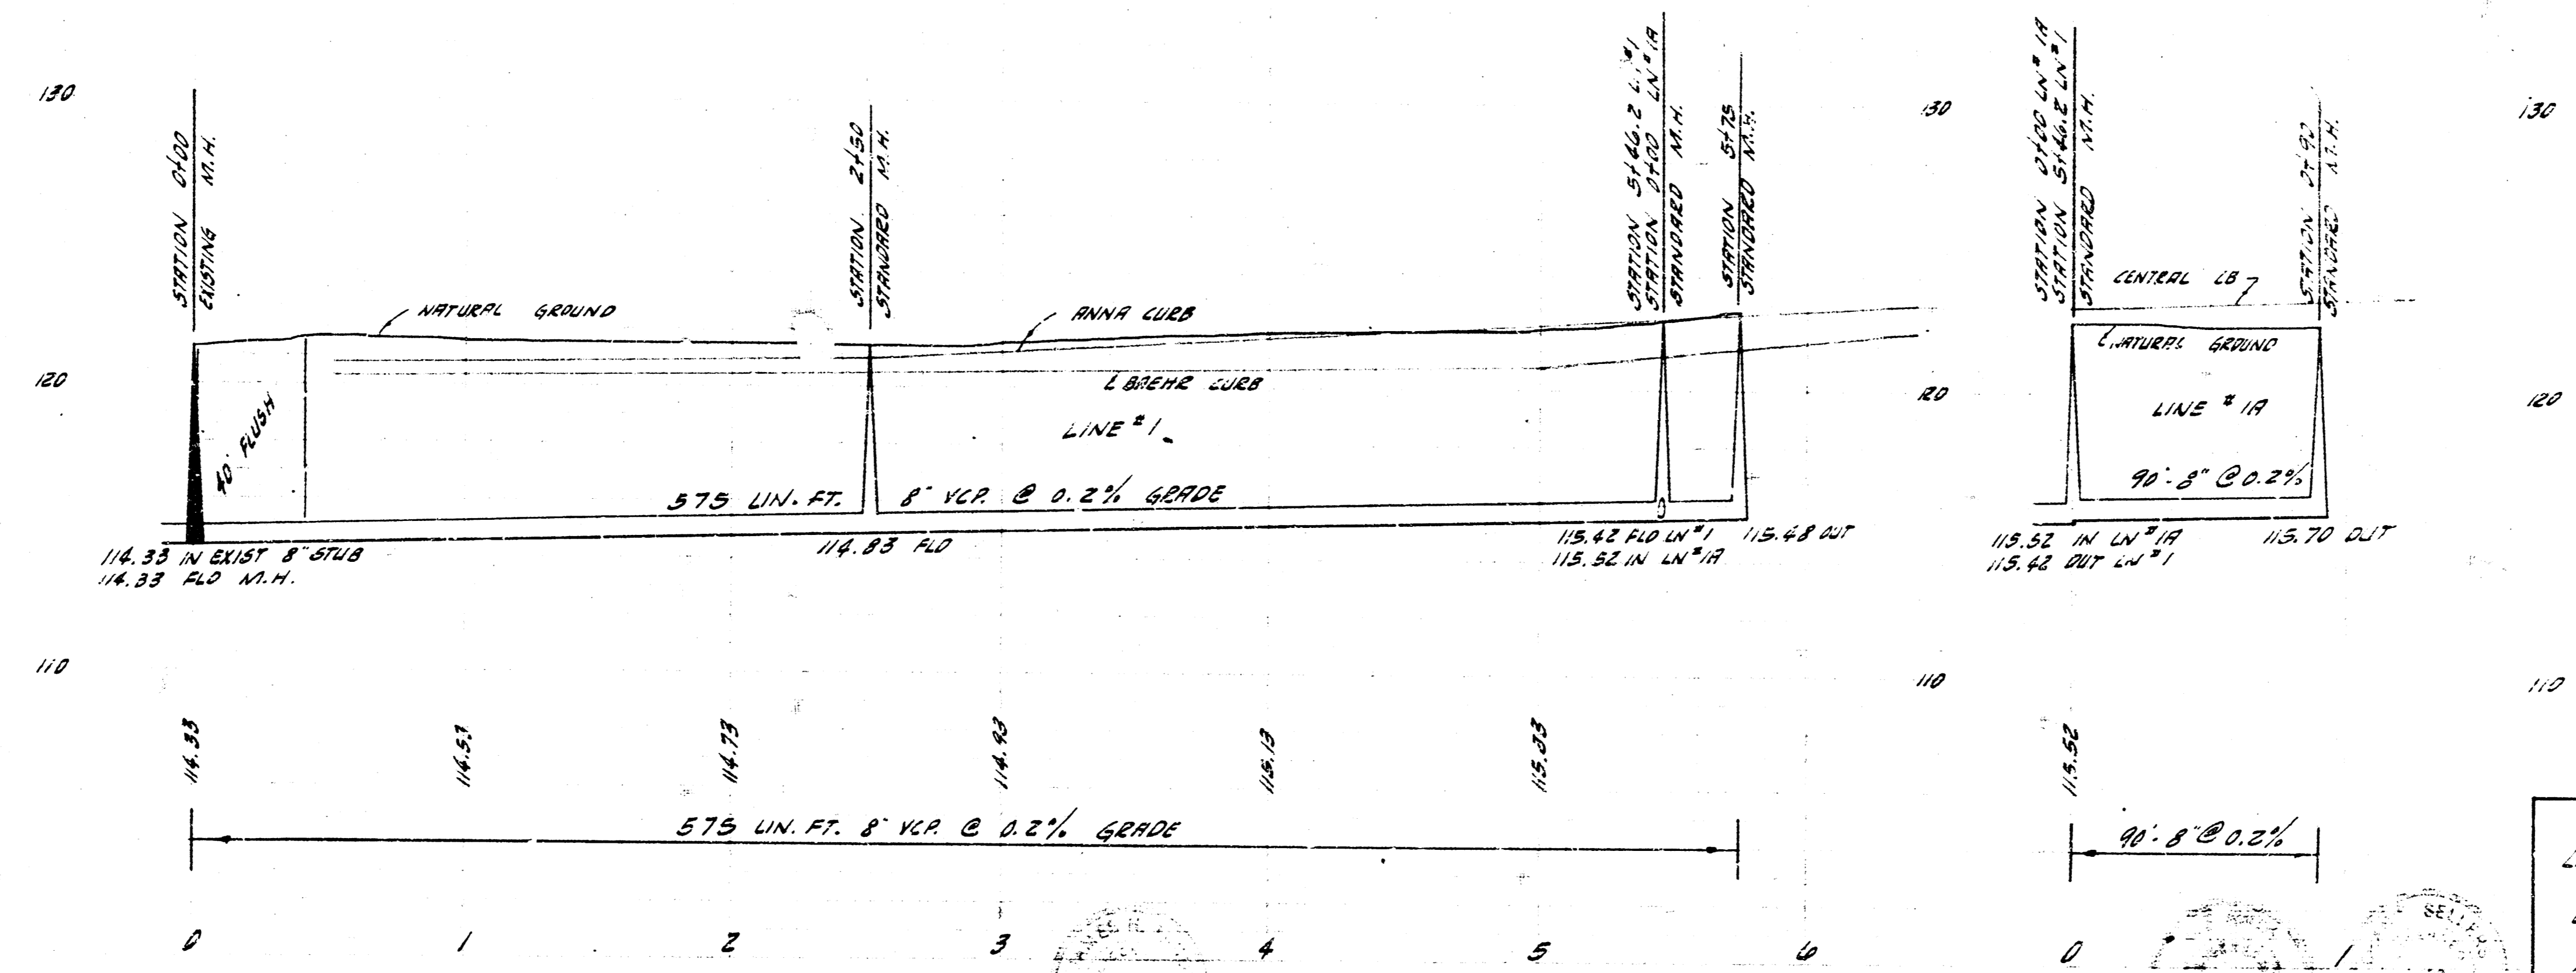 130
STATION 0+00
EXISTING M.H.
STATION 2+50
STANDARD M.H.
STATION 5+46.2 LN#1
STATION 0+00 LN#1A
STANDARD M.H.
STATION 5+75
STANDARD M.H.
130
STATION 0+00 LN#1A
STATION 5+46.2 LN#1
STANDARD M.H.
STATION 0+90
STANDARD M.H.
130
NATURAL GROUND
ANNA CURB
CENTRAL CB
120
BAEHR CURB
120
NATURAL GROUND
120
40' FLUSH
LINE #1
LINE #1A
575 LIN. FT. 8" VCP. @ 0.2% GRADE
90'-8" @ 0.2%
114.33 IN EXIST 8" STUB
114.33 FLO M.H.
114.83 FLO
115.42 FLO LN#1
115.52 IN LN#1A
115.48 OUT
115.52 IN LN#1A
115.42 OUT LN#1
115.70 OUT
110
110
110
114.33
114.53
114.73
114.93
115.13
115.33
115.52
575 LIN. FT. 8" VCP. @ 0.2% GRADE
90'-8" @ 0.2%
0 1 2 3 4 5 6
0 1